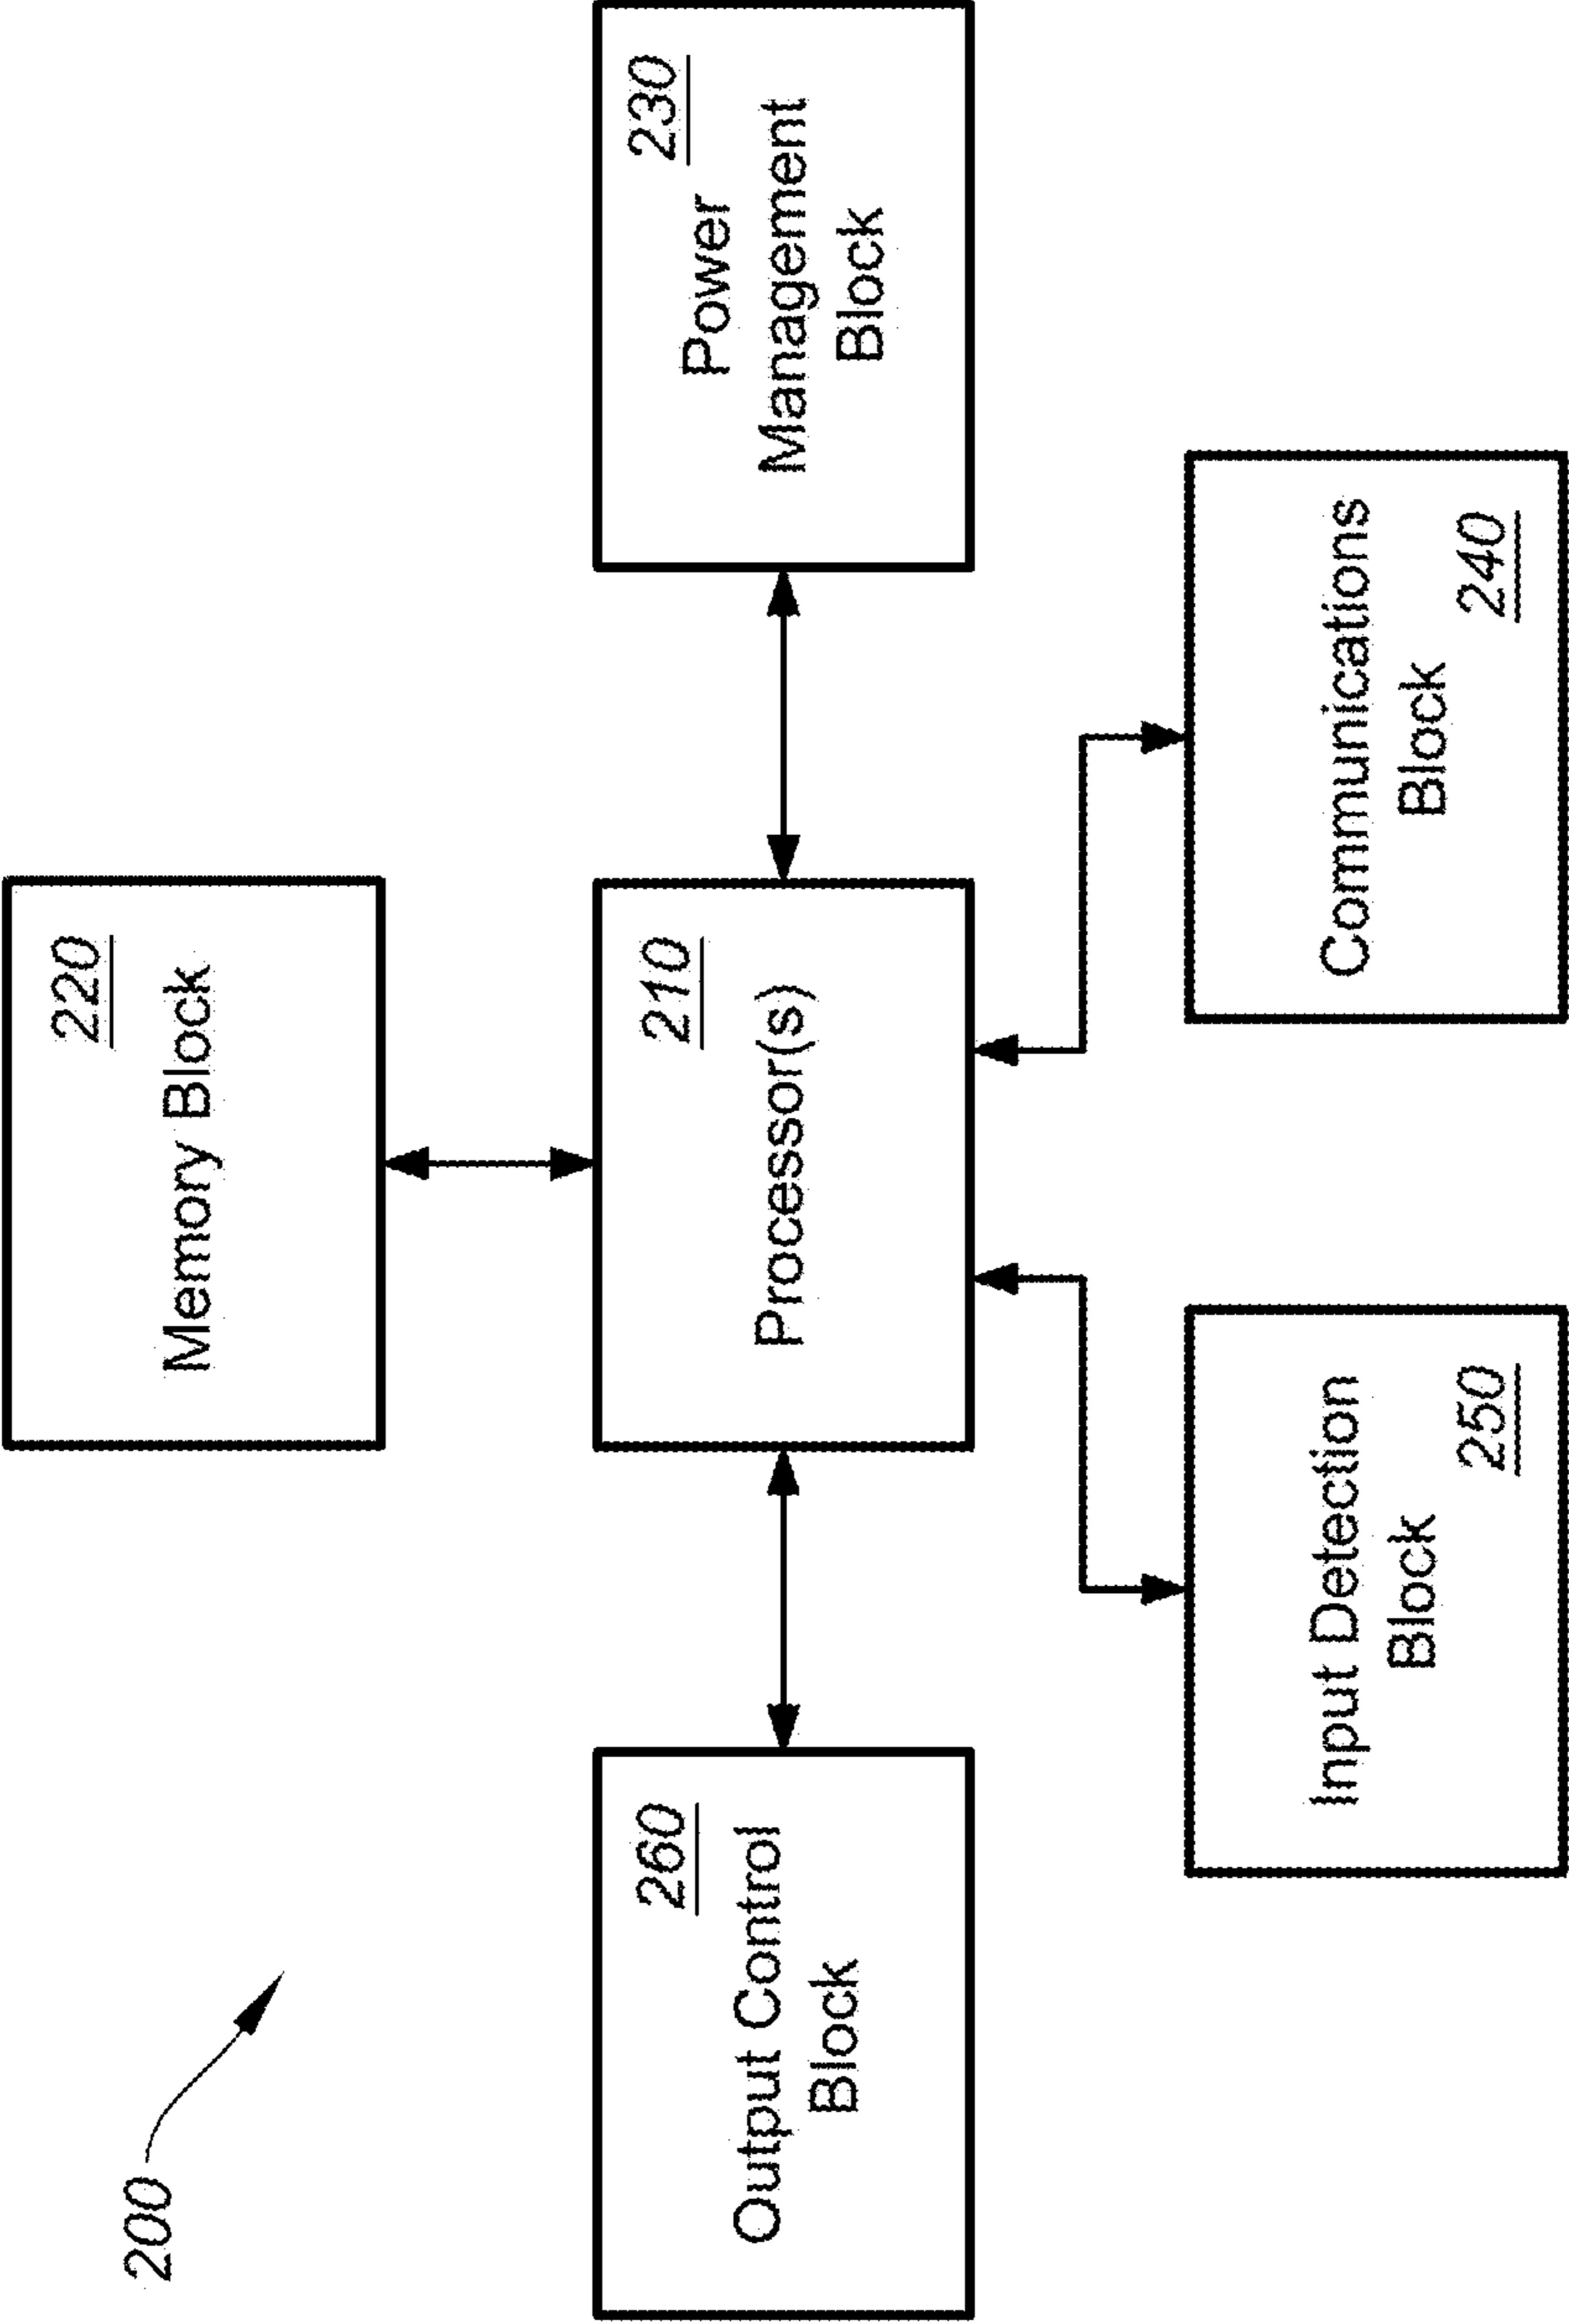 200
220
Memory Block
260
Output Control
Block
210
Processor(s)
230
Power
Management
Block
Input Detection
Block
250
Communications
Block
240